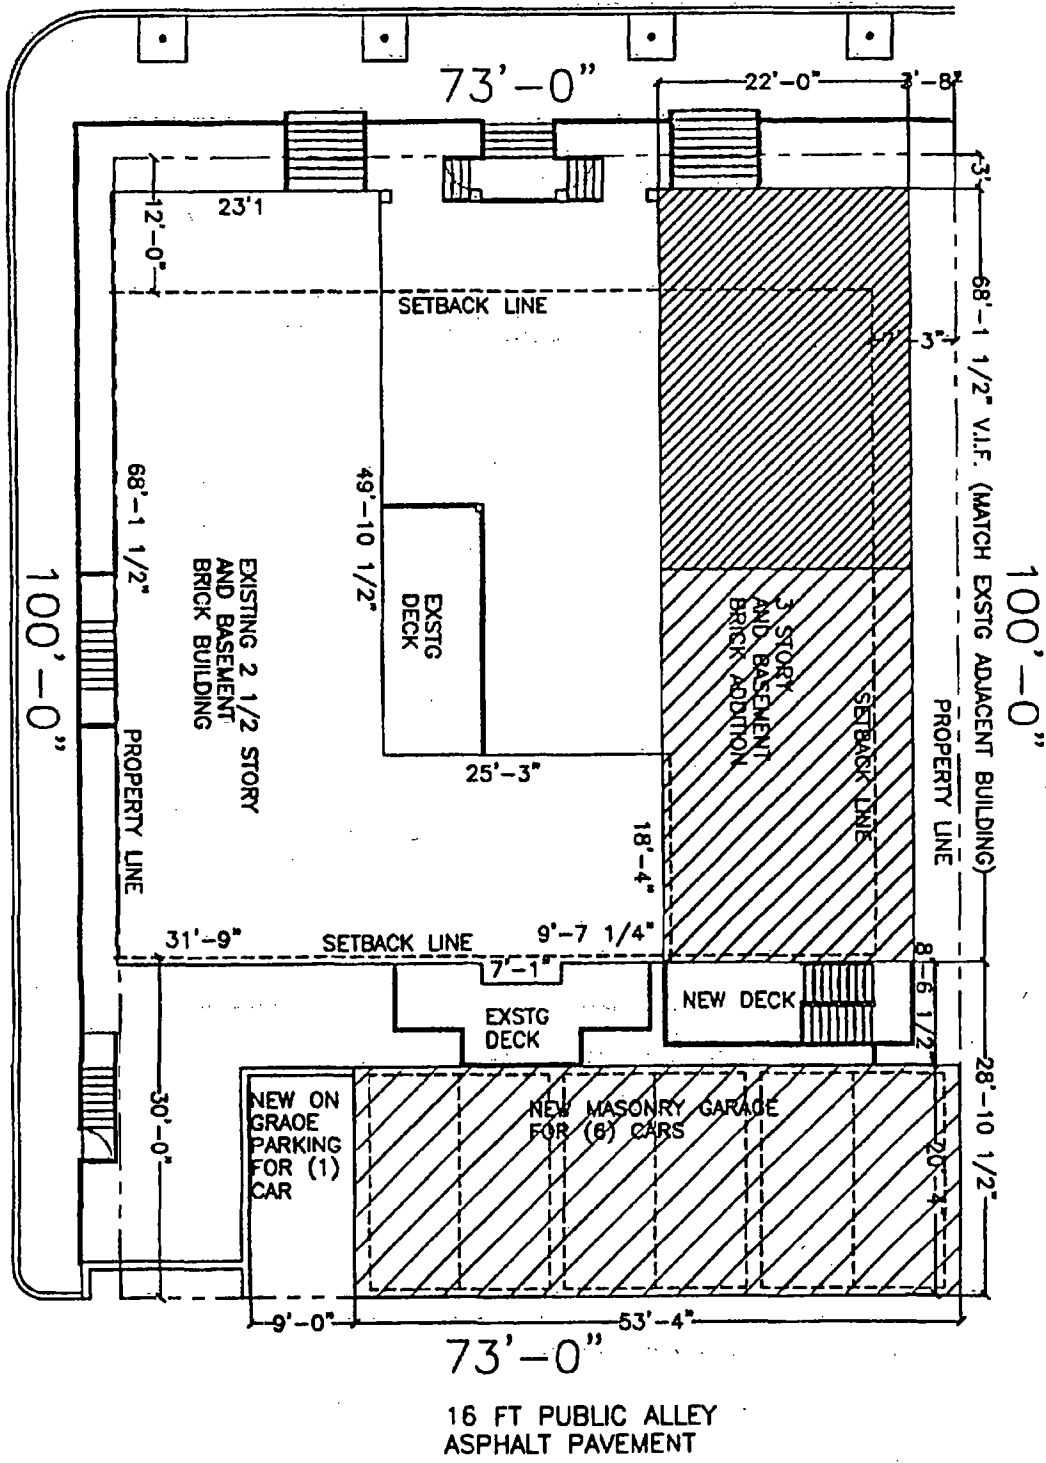 73'-0"
22'-0"
3'-8"
3'
23'1
12'-0"
SETBACK LINE
7'-3"
68'-1 1/2" V.I.F. (MATCH EXSTG ADJACENT BUILDING)
100'-0"
68'-1 1/2"
49'-10 1/2"
EXSTG
DECK
EXISTING 2 1/2 STORY
AND BASEMENT
BRICK BUILDING
3 STORY
AND BASEMENT
BRICK ADDITION
SETBACK LINE
PROPERTY LINE
100'-0"
PROPERTY LINE
25'-3"
18'-4"
31'-9"
SETBACK LINE
9'-7 1/4"
7'-1"
8'-6 1/2"
NEW DECK
EXSTG
DECK
28'-10 1/2"
30'-0"
NEW ON
GRAOE
PARKING
FOR (1)
CAR
NEW MASONRY GARAGE
FOR (6) CARS
20'-4"
9'-0"
53'-4"
73'-0"
16 FT PUBLIC ALLEY
ASPHALT PAVEMENT